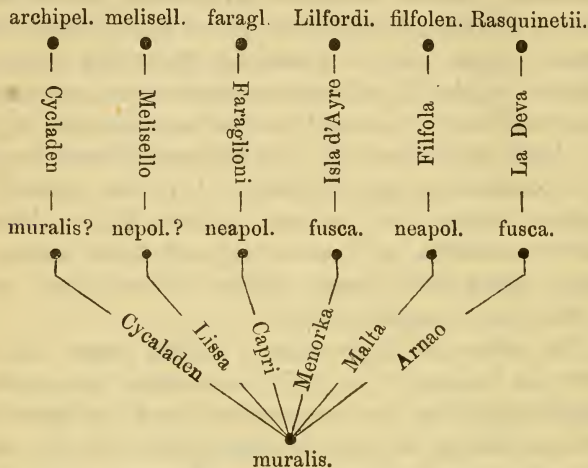 archipel. melisell. faragl. Lilfordi. filfolen. Rasquinetii.
Cycladen Melisello Faraglioni Isla d'Ayre Filfola La Deva
muralis? nepol.? neapol. fusca. neapol. fusca.
Cycaladen Lissa Capri Menorka Malta Arnao
muralis.